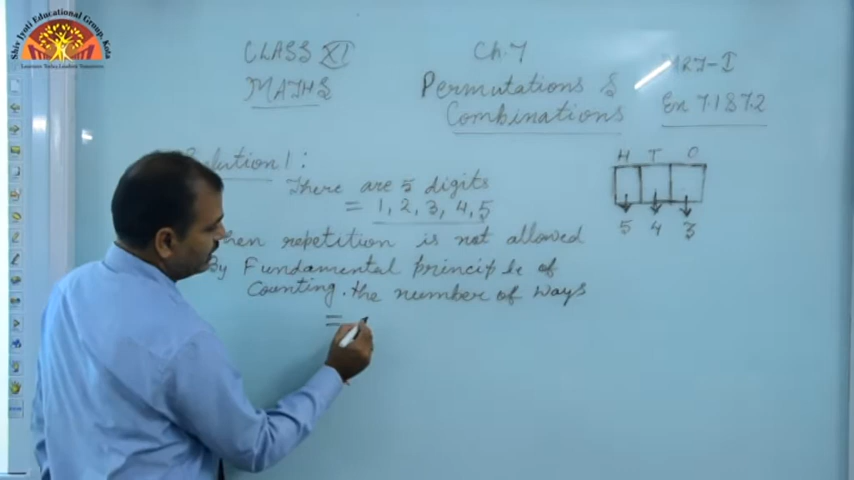 Shiv Jyoti Educational Group, Kota
CLASS XI
MATHS
Ch.7
Permutations &
Combinations
Ex 7.1&7.2
Solution 1:
There are 5 digits
= 1, 2, 3, 4, 5
repetition is not allowed
By Fundamental principle of
Counting. the number of ways
=
H T O
5 4 3